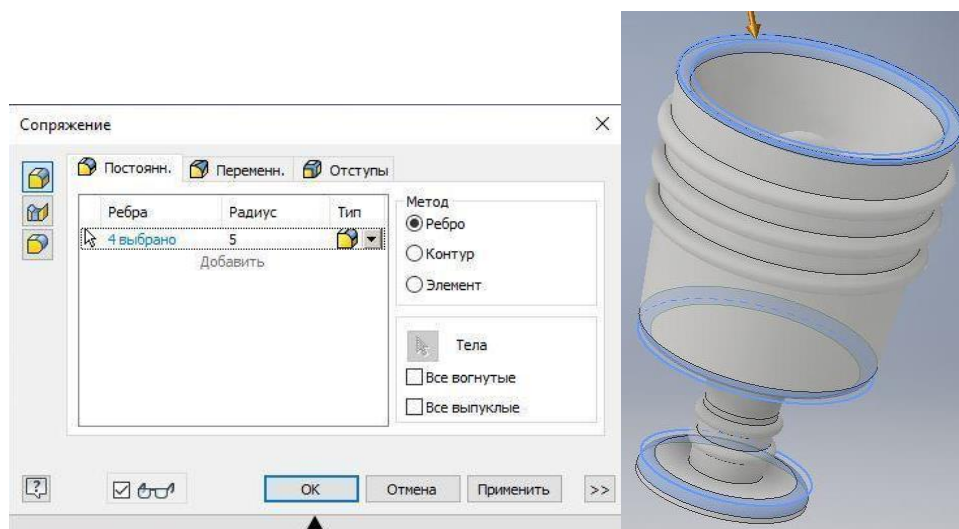 Сопряжение
Постоянн. Переменн. Отступы
Ребра Радиус Тип
4 выбрано 5
Добавить
Метод
Ребро
Контур
Элемент
Тела
Все вогнутые
Все выпуклые
? OK Отмена Применить >>